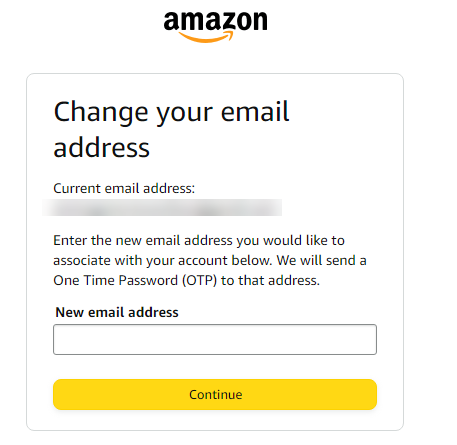 amazon
Change your email
address
Current email address:
Enter the new email address you would like to
associate with your account below. We will send a
One Time Password (OTP) to that address.
New email address
Continue